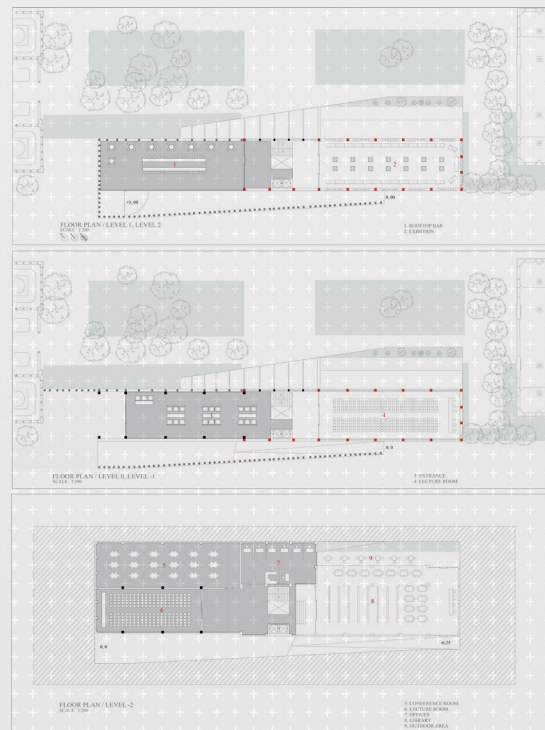 1
2
+5, 00
0, 00
FLOOR PLAN / LEVEL 1, LEVEL 2
SCALE 1:200
1. ROOFTOP BAR
2. EXIBITION
4
0, 0
FLOOR PLAN / LEVEL 0, LEVEL -1
SCALE 1:200
3. ENTRANCE
4. LECTURE ROOM
5
7
9
6
8
0, 0
-6.25
FLOOR PLAN / LEVEL -2
SCALE 1:200
5. CONFERENCE ROOM
6. LECTURE ROOM
7. OFFICES
8. LIBRARY
9. OUTDOOR AREA